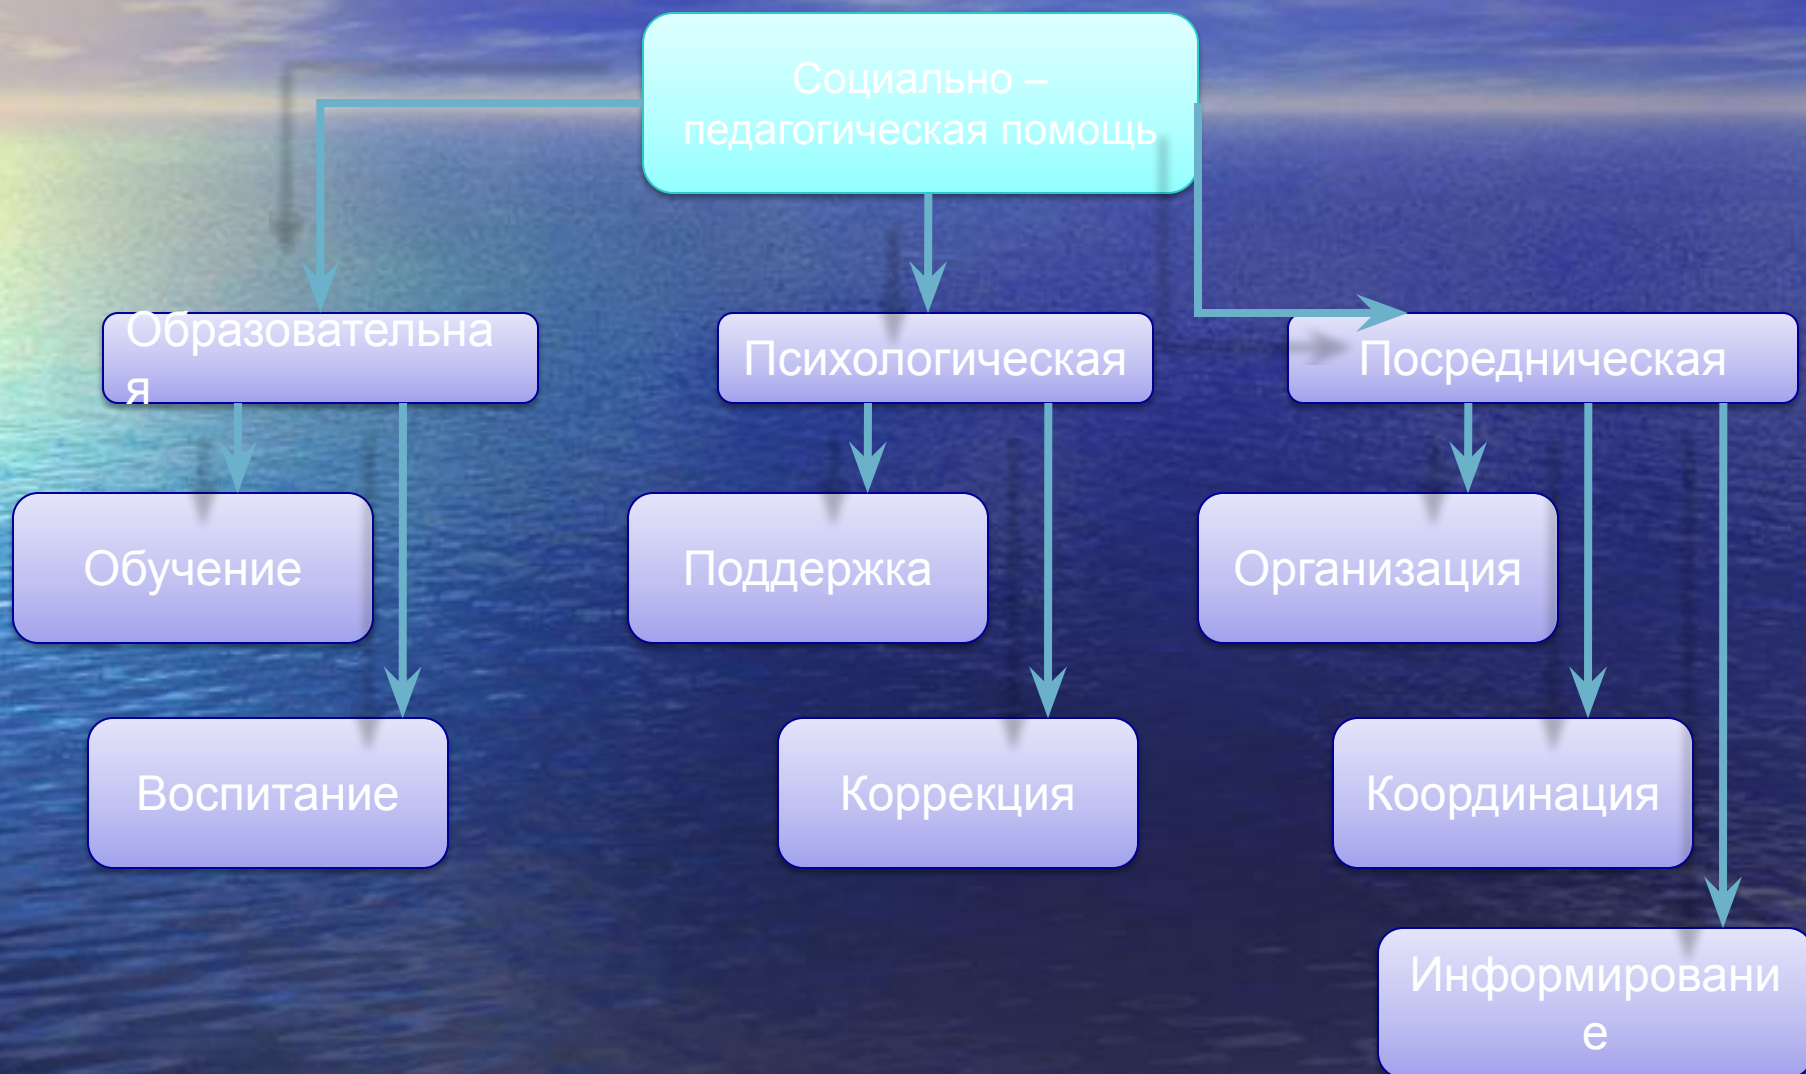 Социально –
педагогическая помощь
Образовательна
я
Психологическая
Посредническая
Обучение
Поддержка
Организация
Воспитание
Коррекция
Координация
Информировани
е